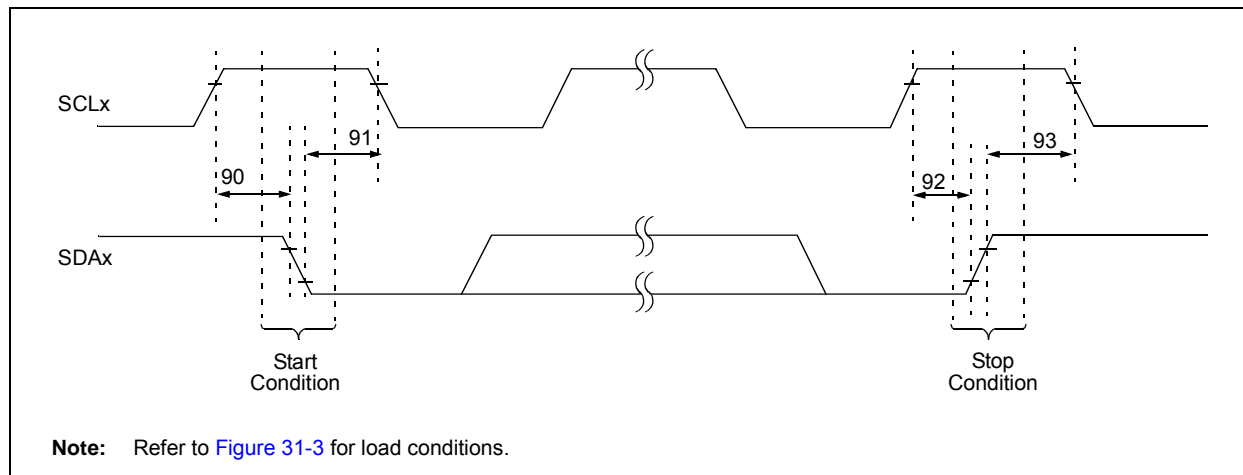 SCLx
91
93
90
92
SDAx
Start
Condition
Stop
Condition
Note: Refer to Figure 31-3 for load conditions.